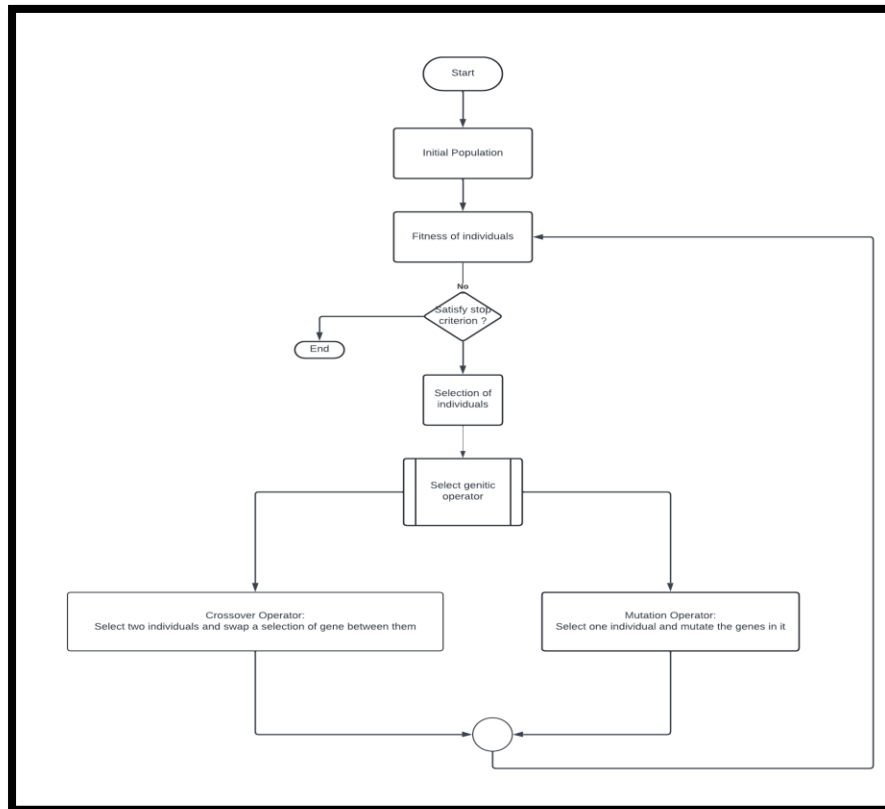 Start
Initial Population
Fitness of individuals
No
Satisfy stop
criterion ?
End
Selection of
individuals
Select genitic
operator
Crossover Operator:
Select two individuals and swap a selection of gene between them
Mutation Operator:
Select one individual and mutate the genes in it